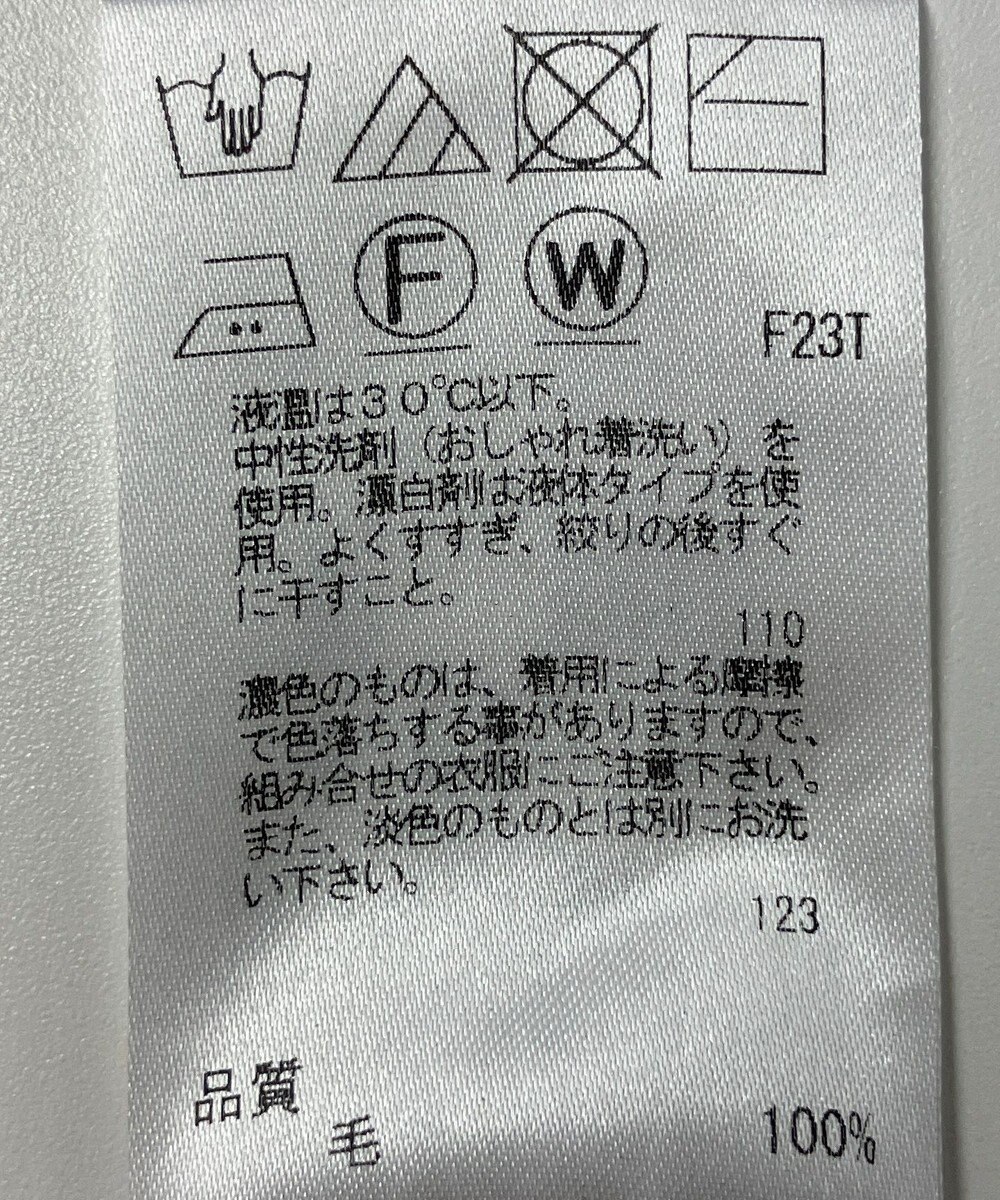 F
W
F23T
液温は30℃以下。
中性洗剤（おしゃれ着洗い）を
使用。漂白剤は液体タイプを使
用。よくすすぎ、絞りの後すぐ
に干すこと。
110
濃色のものは、着用による摩擦
で色落ちする事がありますので、
組み合せの衣服にご注意下さい。
また、淡色のものとは別にお洗
い下さい。
123
品質
毛 100%